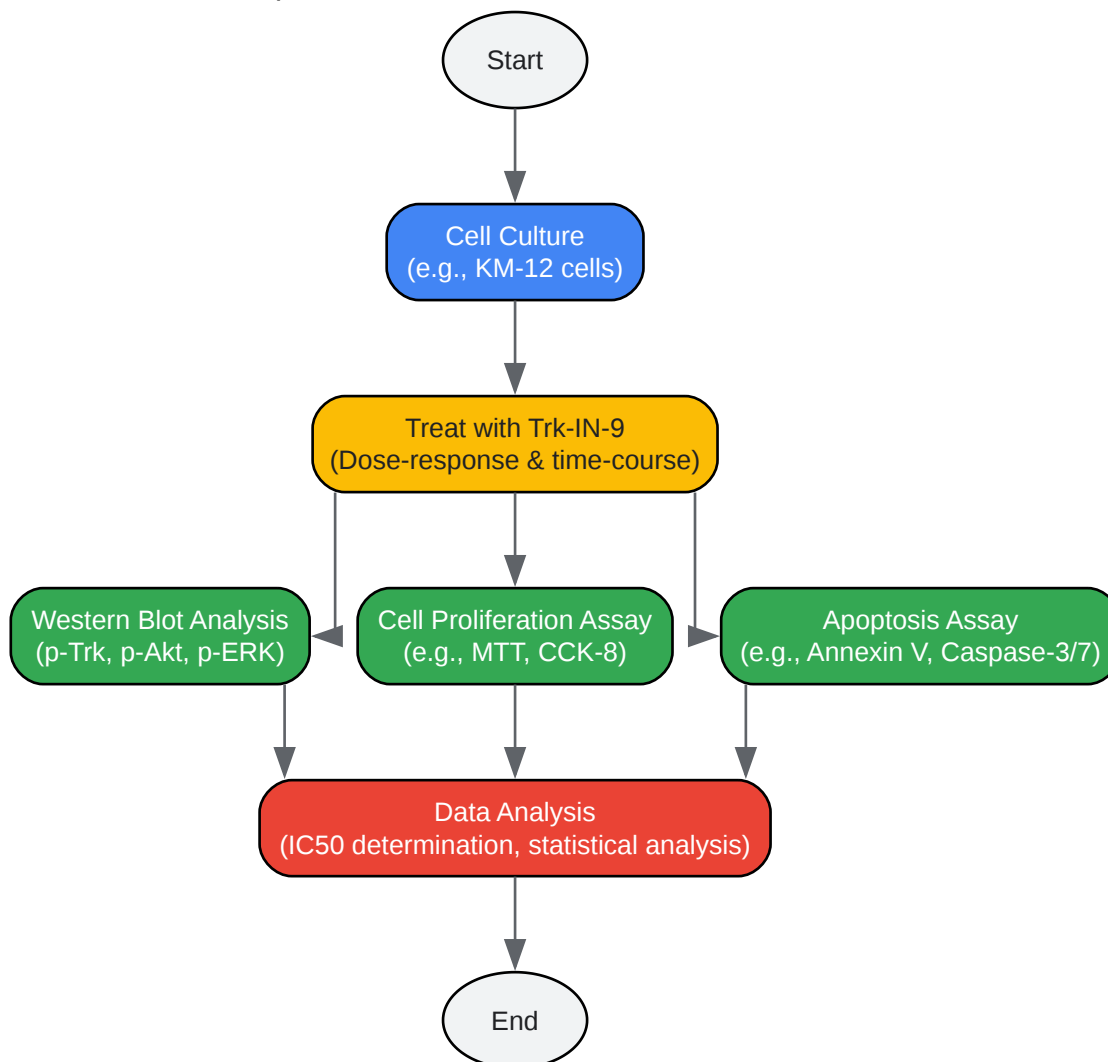 Start
Cell Culture
(e.g., KM-12 cells)
Treat with Trk-IN-9
(Dose-response & time-course)
Western Blot Analysis
(p-Trk, p-Akt, p-ERK)
Cell Proliferation Assay
(e.g., MTT, CCK-8)
Apoptosis Assay
(e.g., Annexin V, Caspase-3/7)
Data Analysis
(IC50 determination, statistical analysis)
End